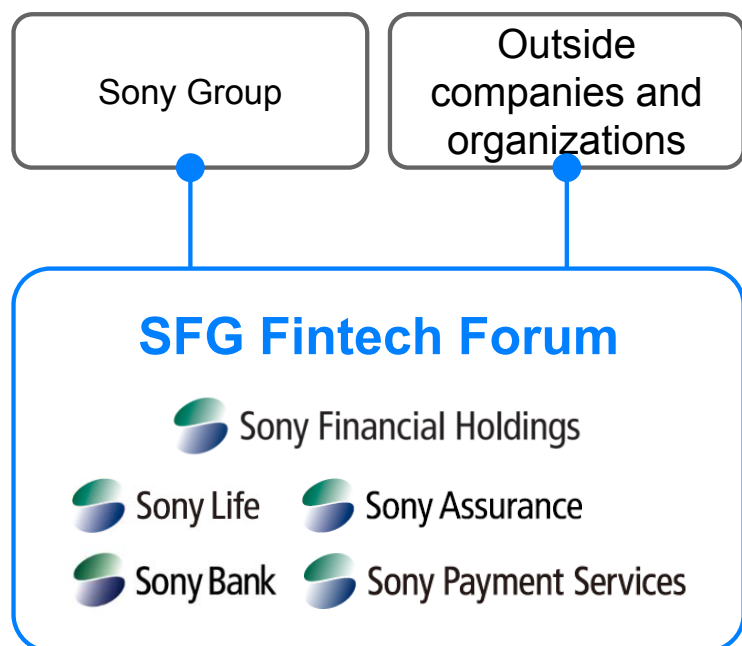 Sony Group
Outside
companies and
organizations
SFG Fintech Forum
Sony Financial Holdings
Sony Life
Sony Assurance
Sony Bank
Sony Payment Services